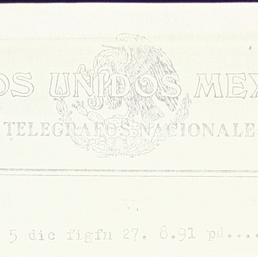 OS UNIDOS MEX
TELEGRAFOS NACIONALE
5 dic figfn 27. 8.91 pd....